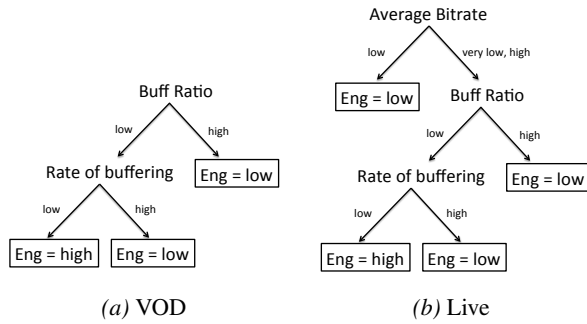 Buff Ratio
low
high
Rate of buffering
Eng = low
low
high
Eng = high
Eng = low
(a) VOD
Average Bitrate
low
very low, high
Eng = low
Buff Ratio
low
high
Rate of buffering
Eng = low
low
high
Eng = high
Eng = low
(b) Live